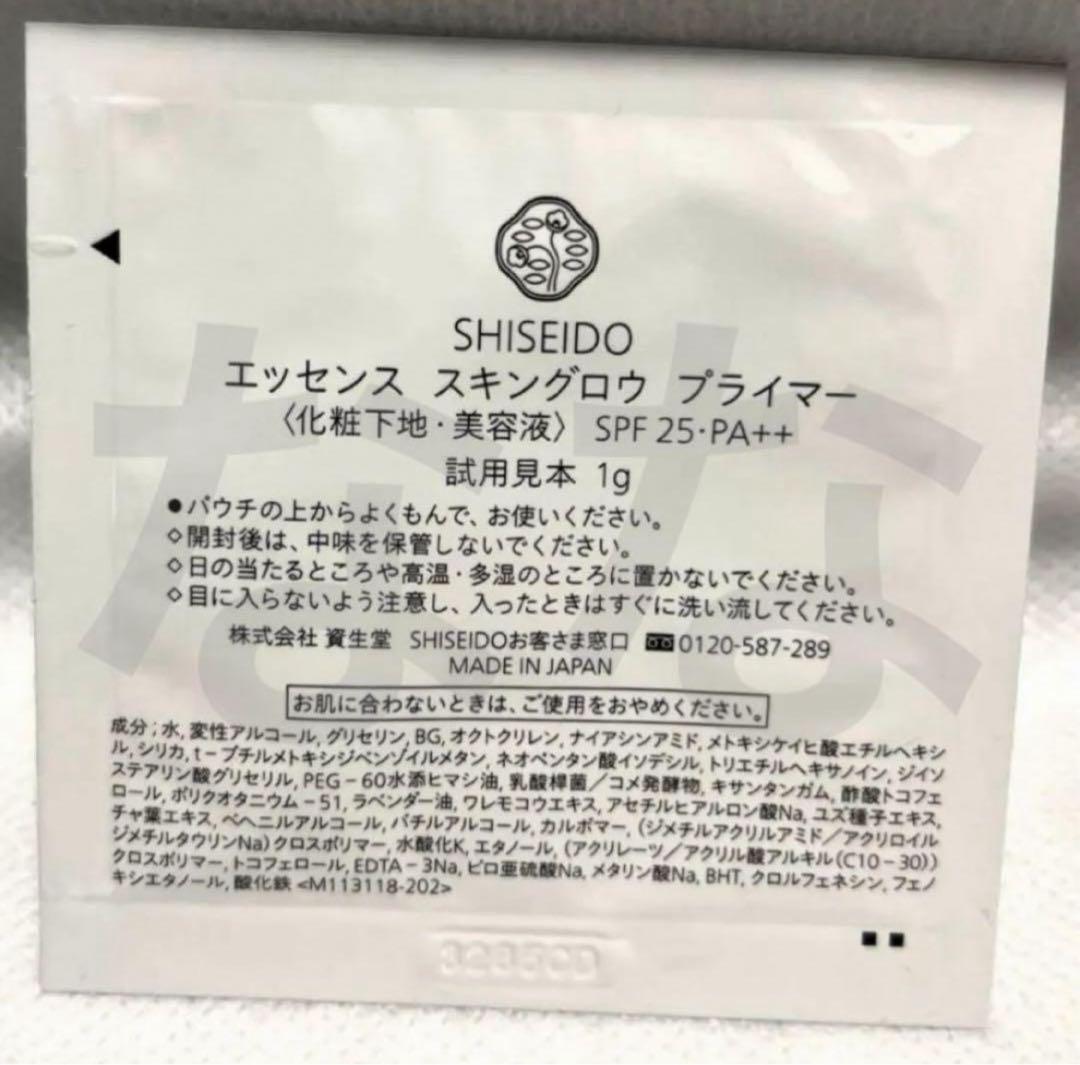 SHISEIDO
エッセンス スキングロウ プライマー
〈化粧下地・美容液〉 SPF 25・PA++
試用見本 1g
●パウチの上からよくもんで、お使いください。
◇開封後は、中味を保管しないでください。
◇日の当たるところや高温・多湿のところに置かないでください。
◇目に入らないよう注意し、入ったときはすぐに洗い流してください。
株式会社 資生堂 SHISEIDOお客さま窓口 0120-587-289
MADE IN JAPAN
お肌に合わないときは、ご使用をおやめください。
成分;水, 変性アルコール, グリセリン, BG, オクトクリレン, ナイアシンアミド, メトキシケイヒ酸エチルヘキシ
ル, シリカ, t－ブチルメトキシジベンゾイルメタン, ネオペンタン酸イソデシル, トリエチルヘキサノイン, ジイソ
ステアリン酸グリセリル, PEG－60水添ヒマシ油, 乳酸桿菌／コメ発酵物, キサンタンガム, 酢酸トコフェ
ロール, ポリクオタニウム－51, ラベンダー油, ワレモコウエキス, アセチルヒアルロン酸Na, ユズ種子エキス,
チャ葉エキス, ベヘニルアルコール, バチルアルコール, カルボマー, （ジメチルアクリルアミド／アクリロイル
ジメチルタウリンNa）クロスポリマー, 水酸化K, エタノール, （アクリレーツ／アクリル酸アルキル（C10－30））
クロスポリマー, トコフェロール, EDTA－3Na, ピロ亜硫酸Na, メタリン酸Na, BHT, クロルフェネシン, フェノ
キシエタノール, 酸化鉄 <M113118-202>
なな